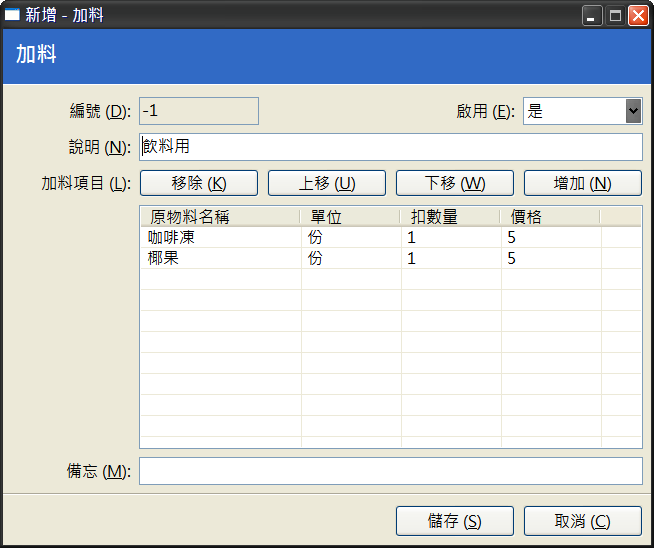 新增 - 加料
加料
編號 (D): -1 啟用 (E): 是
說明 (N): 飲料用
加料項目 (L): 移除 (K) 上移 (U) 下移 (W) 增加 (N)
原物料名稱 單位 扣數量 價格
咖啡凍 份 1 5
椰果 份 1 5
備忘 (M):
儲存 (S) 取消 (C)